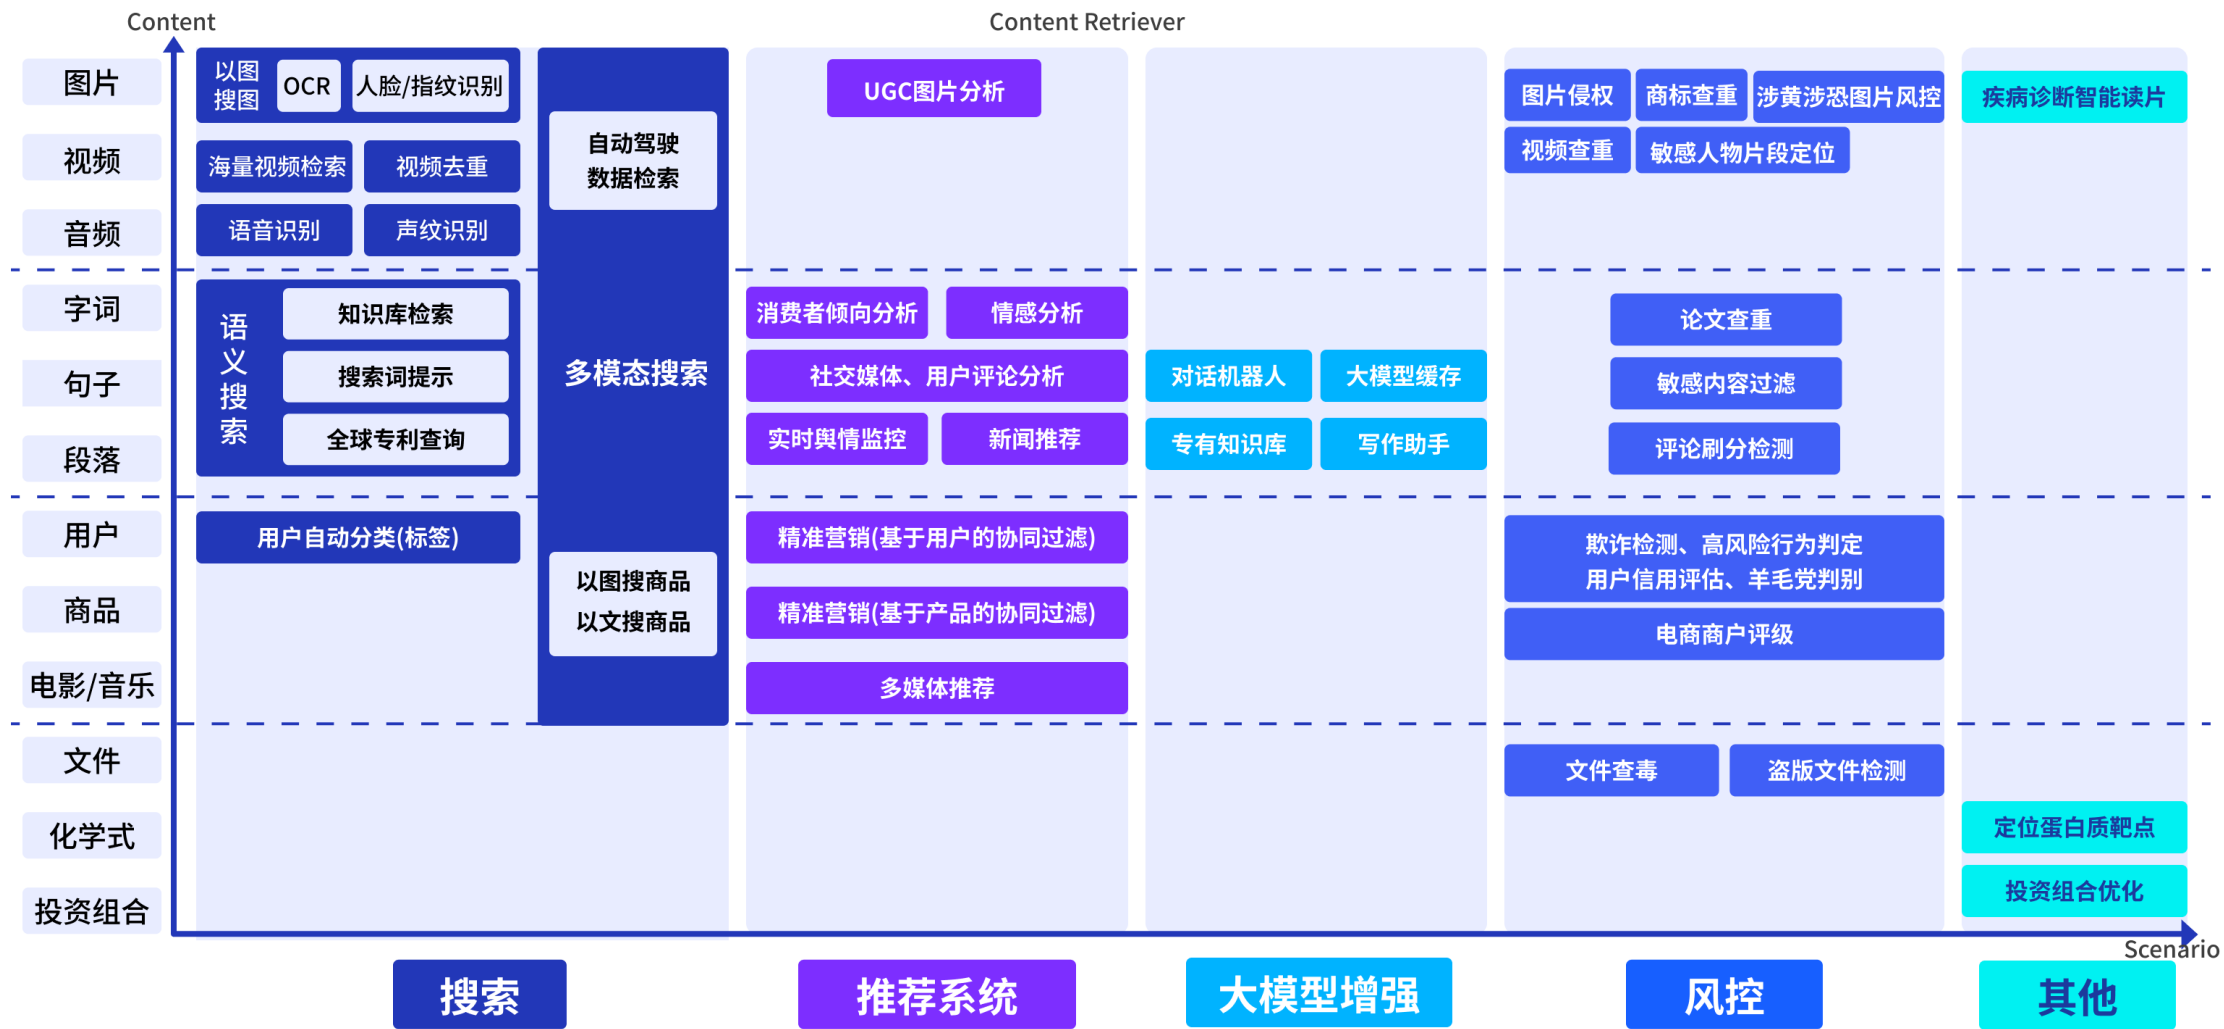 Content
Content Retriever
图片
以图
搜图
OCR
人脸/指纹识别
UGC图片分析
图片侵权
商标查重
涉黄涉恐图片风控
疾病诊断智能读片
视频
海量视频检索
视频去重
自动驾驶
数据检索
视频查重
敏感人物片段定位
音频
语音识别
声纹识别
字词
语义搜索
知识库检索
消费者倾向分析
情感分析
论文查重
句子
搜索词提示
多模态搜索
社交媒体、用户评论分析
对话机器人
大模型缓存
敏感内容过滤
段落
全球专利查询
实时舆情监控
新闻推荐
专有知识库
写作助手
评论刷分检测
用户
用户自动分类(标签)
精准营销(基于用户的协同过滤)
欺诈检测、高风险行为判定
用户信用评估、羊毛党判别
商品
以图搜商品
以文搜商品
精准营销(基于产品的协同过滤)
电商商户评级
电影/音乐
多媒体推荐
文件
文件查毒
盗版文件检测
化学式
定位蛋白质靶点
投资组合
投资组合优化
Scenario
搜索
推荐系统
大模型增强
风控
其他